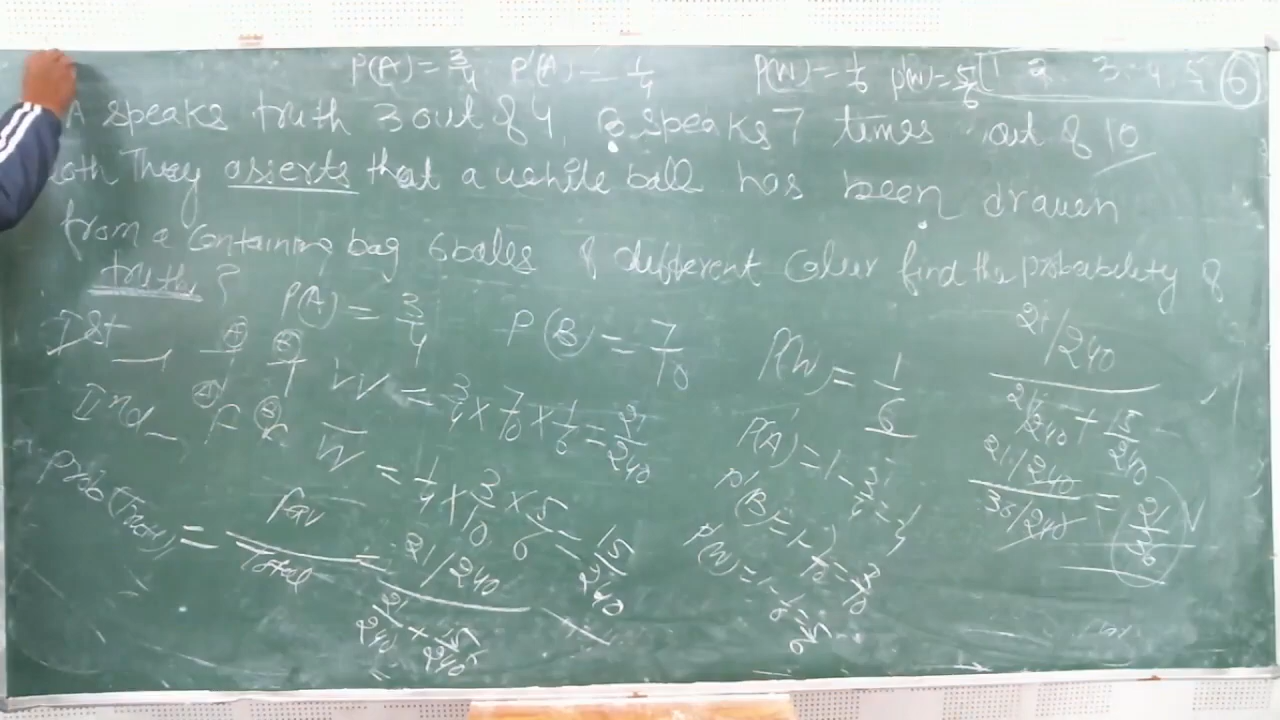 P(A) = 3/4 P'(A) = 1/4 P(W) = 1/6 P'(W) = 5/6 1 2 3 4 5 6
A speaks truth 3 out of 4, B speaks 7 times out of 10
both They asserts that a white ball has been drawen
from a Containing bag 6 balls of different Colour find the probability of
truth ?
P(A) = 3/4 P(B) = 7/10 P(W) = 1/6
Ist — T T W = 3/4 × 7/10 × 1/6 = 21/240
IInd — F F W̅ = 1/4 × 3/10 × 5/6 = 15/240
P'(A) = 1 - 3/4 = 1/4
P'(B) = 1 - 7/10 = 3/10
P'(W) = 1 - 1/6 = 5/6
Prob (Truth) = Fav / Total = 21/240 / 21/240 + 15/240
21/240
21/240 + 15/240
21/240 / 36/240 = 21/36